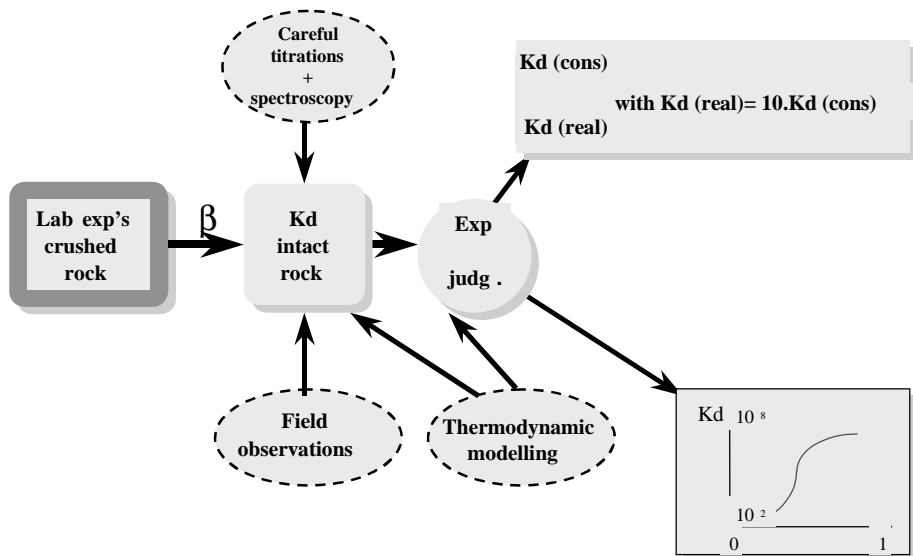 Careful
titrations
+
spectroscopy
Kd (cons)
with Kd (real)= 10.Kd (cons)
Kd (real)
Lab exp's
crushed
rock
β
Kd
intact
rock
Exp
judg .
Field
observations
Thermodynamic
modelling
Kd
10 8
10 2
0 1